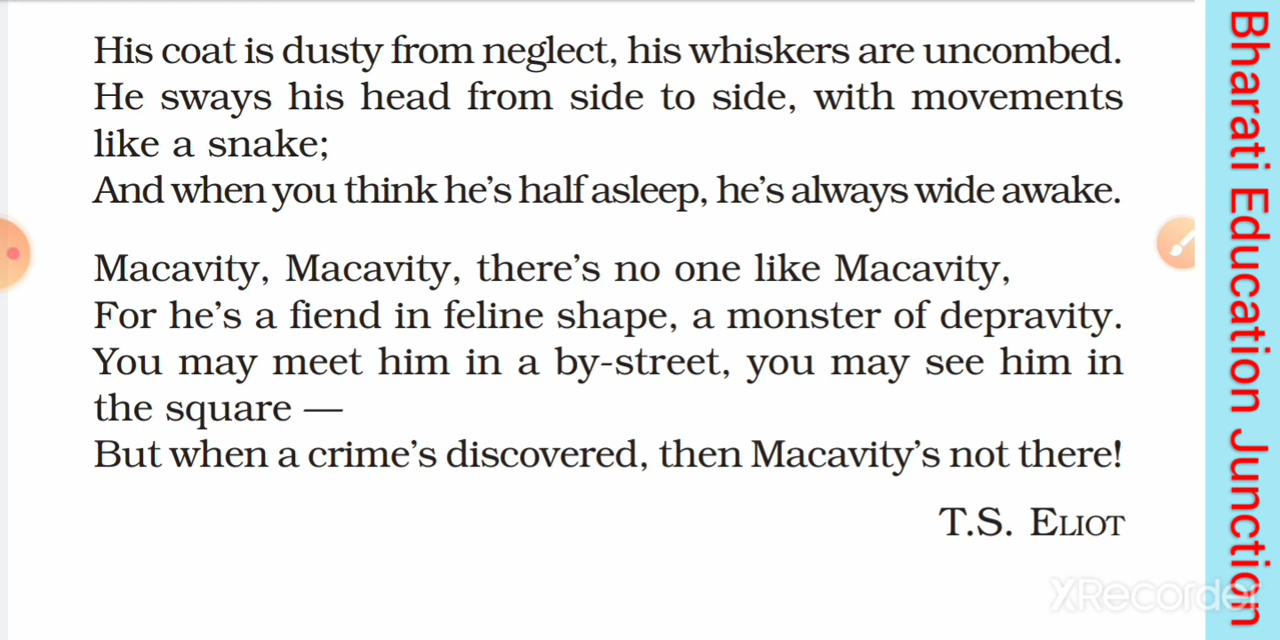 His coat is dusty from neglect, his whiskers are uncombed.
He sways his head from side to side, with movements
like a snake;
And when you think he's half asleep, he's always wide awake.
Macavity, Macavity, there's no one like Macavity,
For he's a fiend in feline shape, a monster of depravity.
You may meet him in a by-street, you may see him in
the square —
But when a crime's discovered, then Macavity's not there!
T.S. ELIOT
Bharati Education Junction
XRecorder